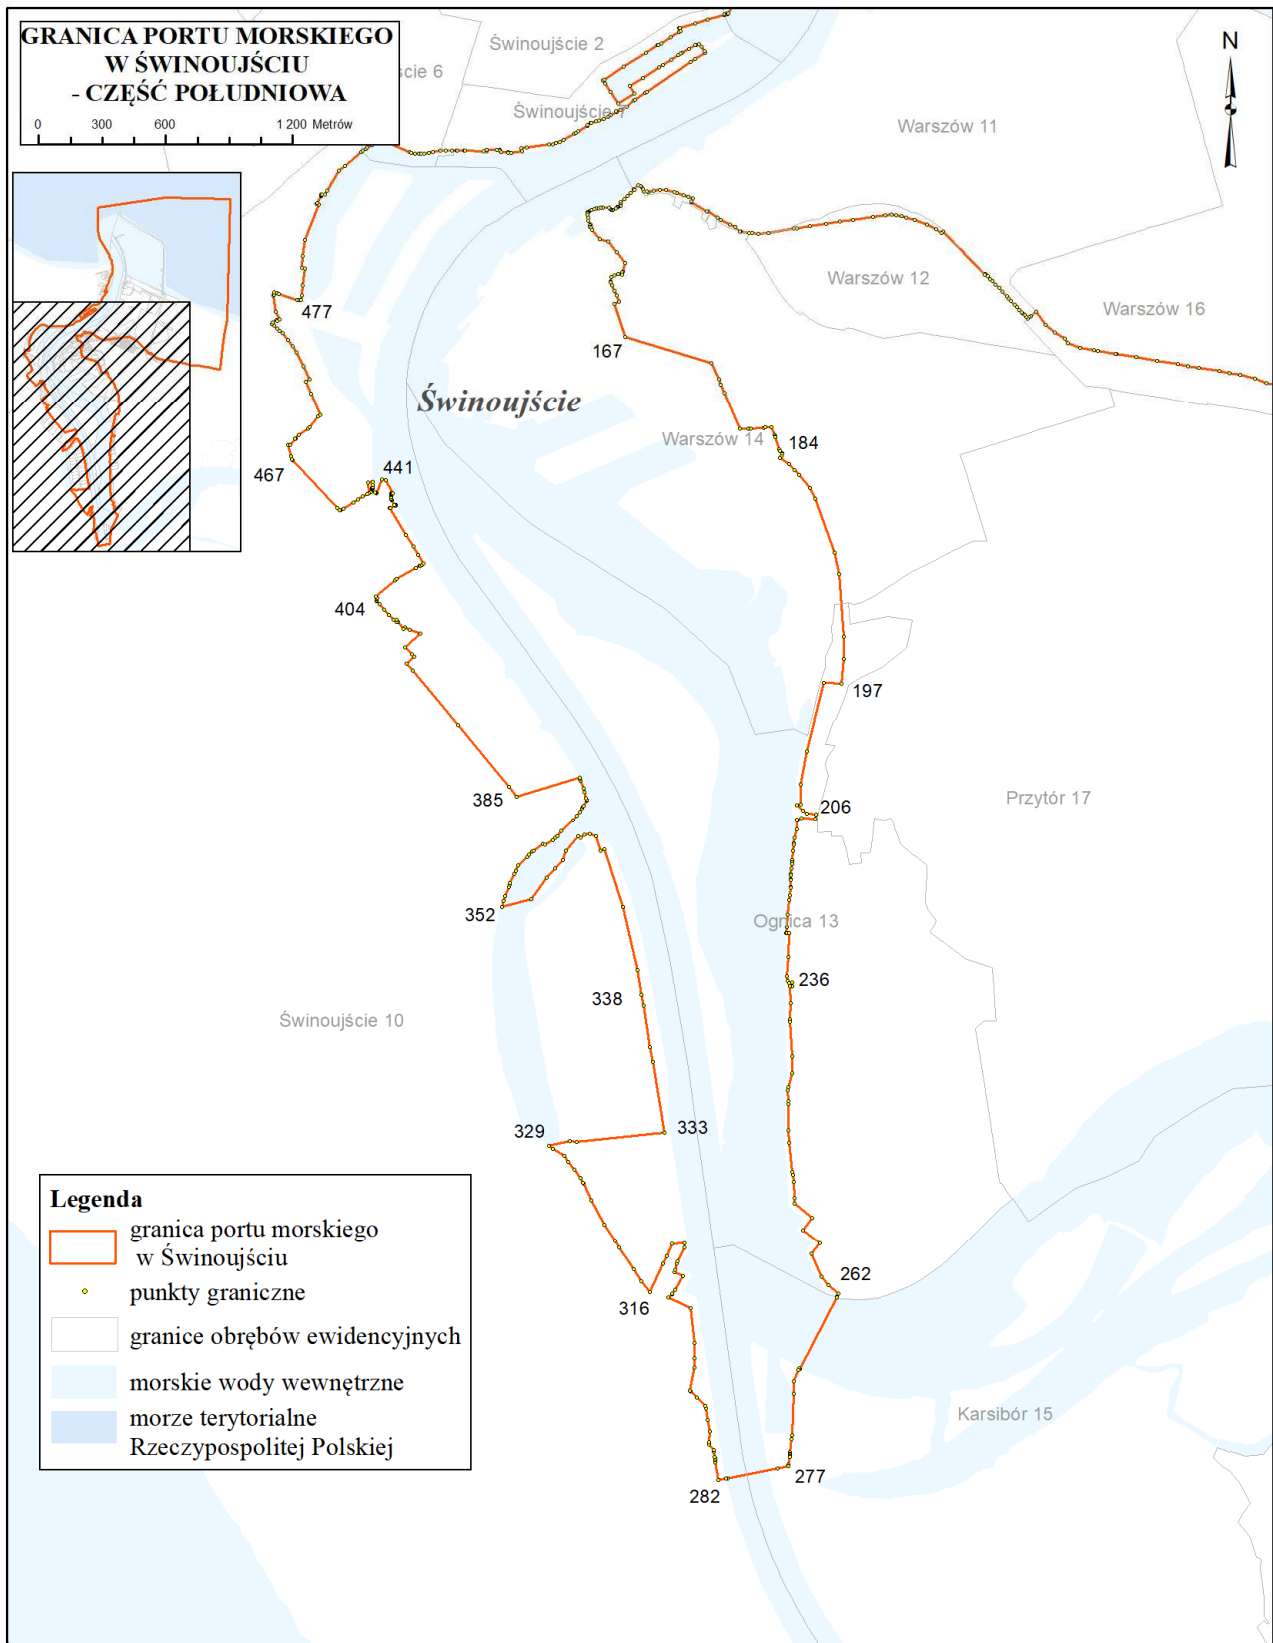 GRANICA PORTU MORSKIEGO
W ŚWINOUJŚCIU
- CZĘŚĆ POŁUDNIOWA
0 300 600 1 200 Metrów
Świnoujście 2
ście 6
Świnoujście 7
Warszów 11
N
Warszów 12
Warszów 16
477
167
Świnoujście
Warszów 14
184
441
467
404
197
385
206
Przytór 17
352
Ognica 13
236
338
Świnoujście 10
329
333
262
316
Karsibór 15
277
282
Legenda
granica portu morskiego
w Świnoujściu
punkty graniczne
granice obrębów ewidencyjnych
morskie wody wewnętrzne
morze terytorialne
Rzeczypospolitej Polskiej